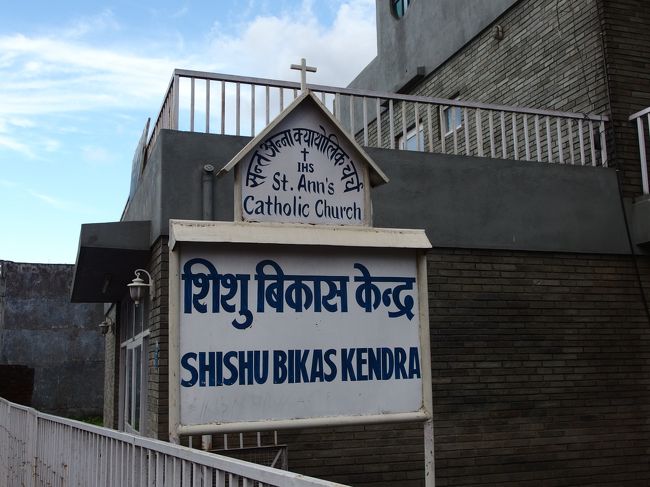 सन्त अन्ना क्याथोलिक चर्च
IHS
St. Ann's
Catholic Church
शिशु बिकास केन्द्र
SHISHU BIKAS KENDRA